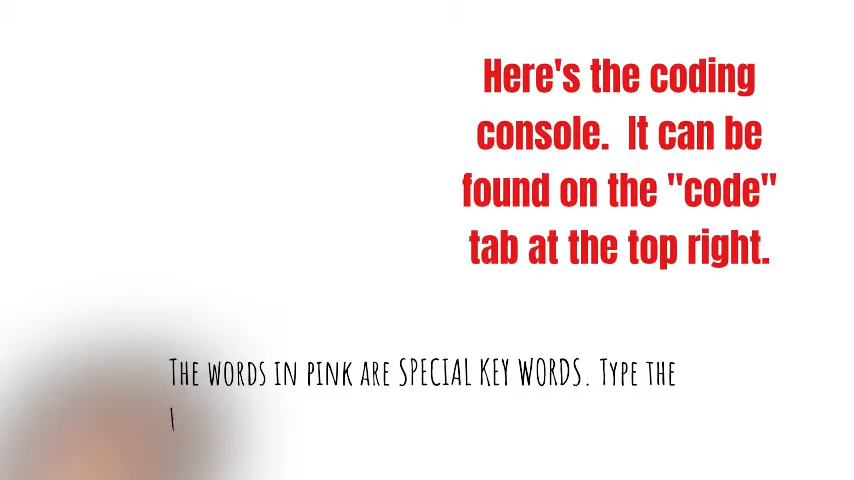 Here's the coding
console. It can be
found on the "code"
tab at the top right.
The words in pink are SPECIAL KEY WORDS. Type the